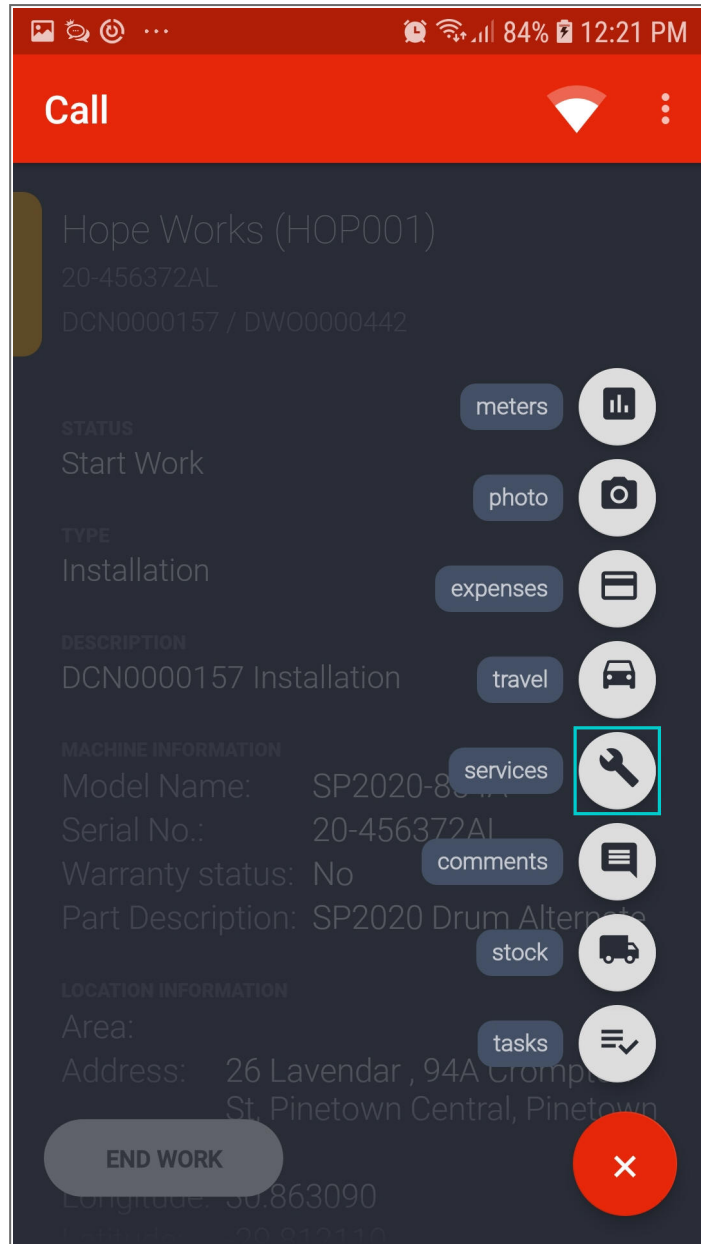 84% 12:21 PM
Call
Hope Works (HOP001)
20-456372AL
DCN0000157 / DWO0000442
meters
STATUS
Start Work
photo
TYPE
Installation
expenses
DESCRIPTION
DCN0000157 Installation
travel
MACHINE INFORMATION
services
Model Name: 
Serial No.: 20-456372AL
comments
Warranty status: No
Part Description: SP2020 Drum Alternate
stock
LOCATION INFORMATION
Area:
tasks
Address: 26 Lavendar , 94A
St, Pinetown Central, Pinetown
END WORK
Longitude: 30.863090